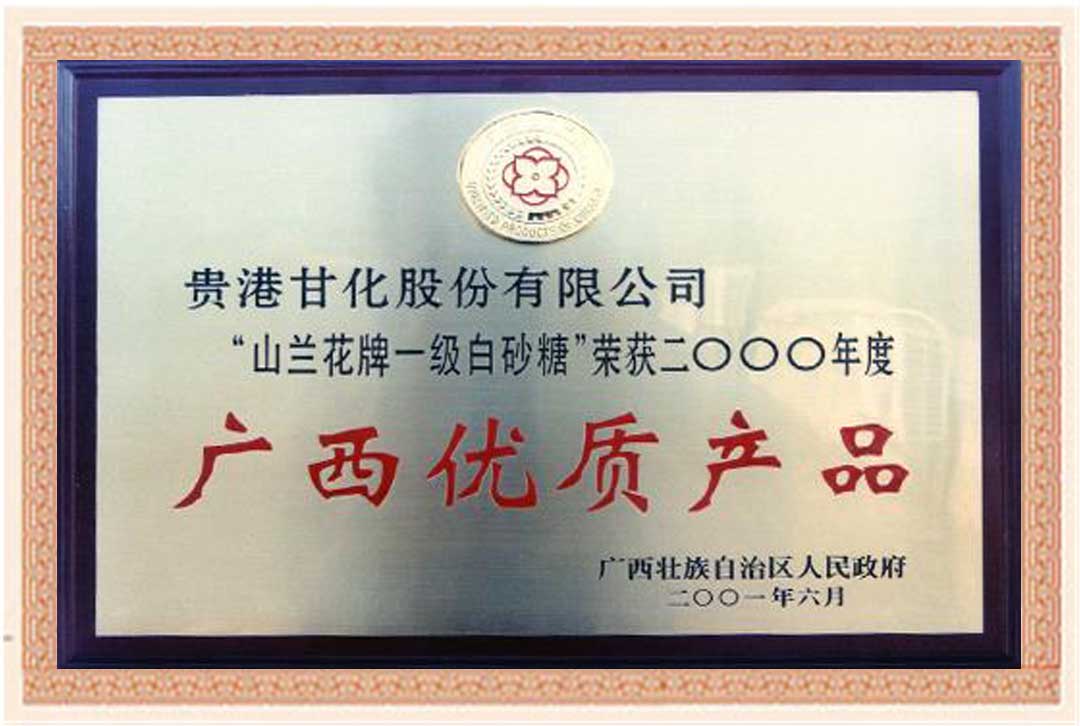 贵港甘化股份有限公司
“山兰花牌一级白砂糖”荣获二〇〇〇年度
广西优质产品
广西壮族自治区人民政府
二〇〇一年六月